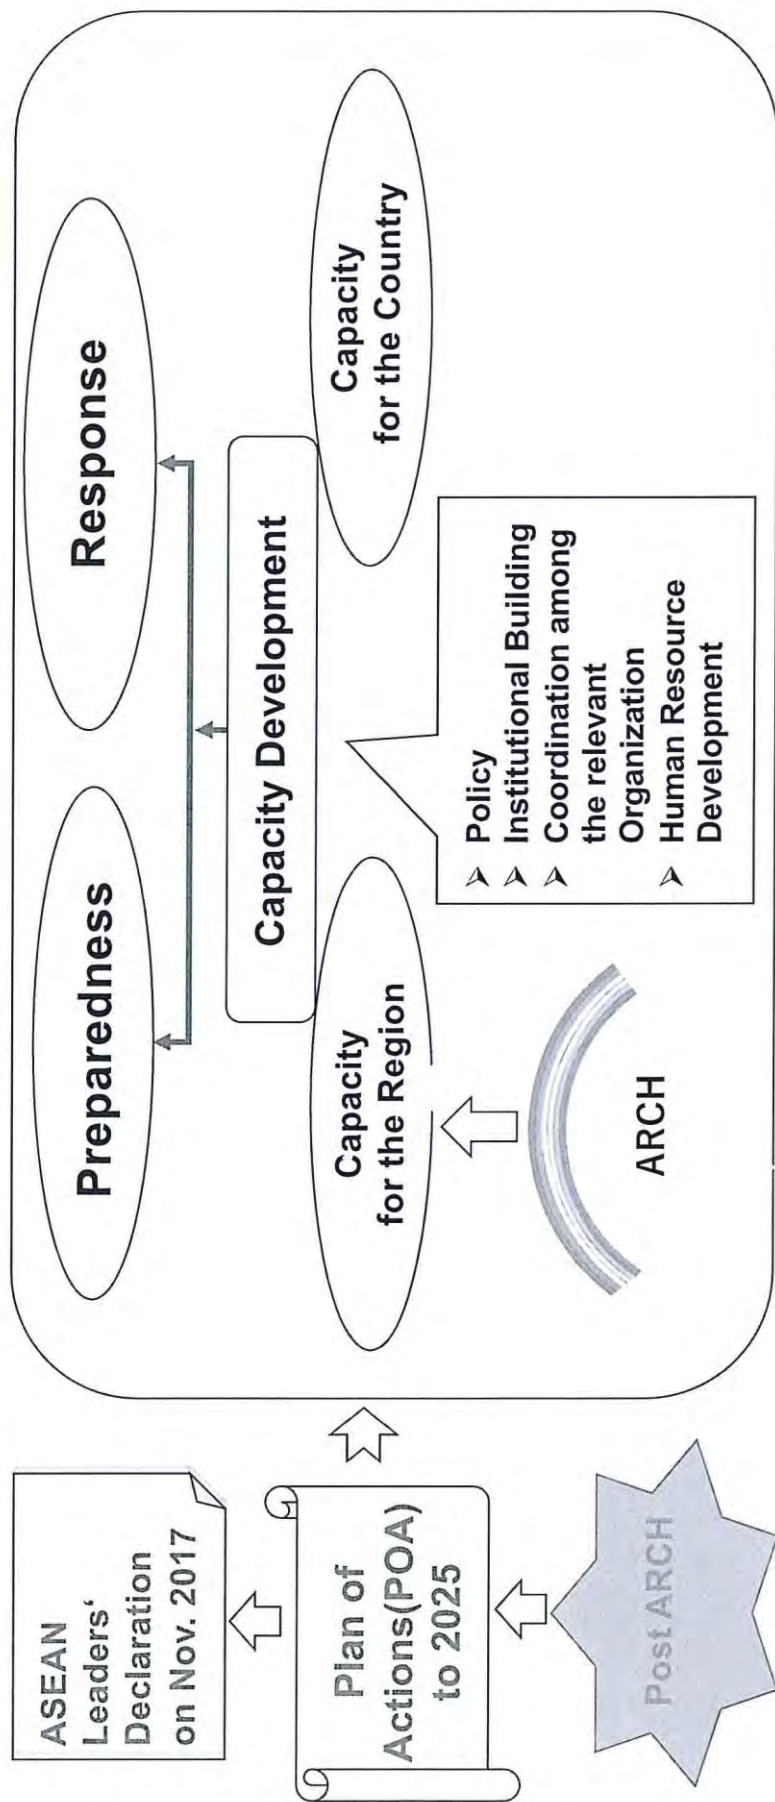 ASEAN
Leaders‘
Declaration
on Nov. 2017
Plan of
Actions(POA)
to 2025
Post ARCH
Preparedness
Response
Capacity Development
Capacity
for the Region
Capacity
for the Country
ARCH
➢ Policy
➢ Institutional Building
➢ Coordination among
the relevant
Organization
➢ Human Resource
Development